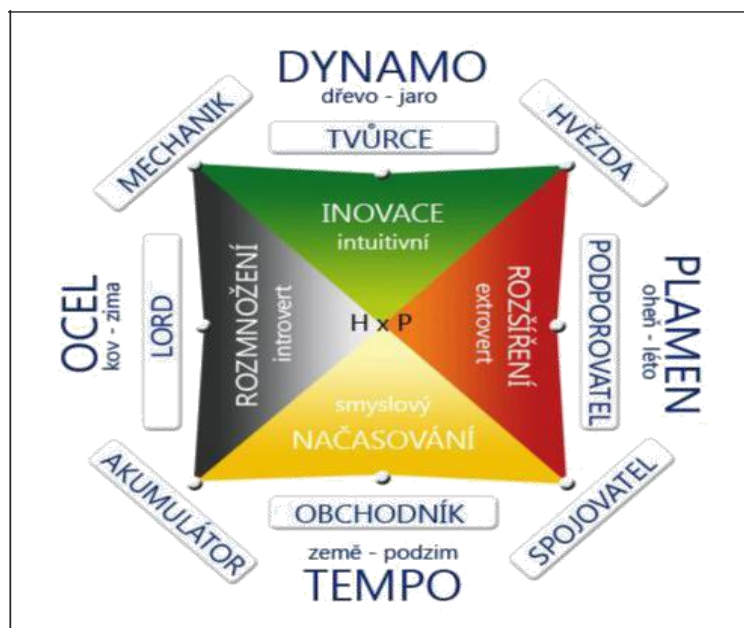 DYNAMO
dřevo - jaro
MECHANIK
TVŮRCE
HVĚZDA
INOVACE
intuitivní
OCEL
kov - zima
LORD
ROZMNOŽENÍ
introvert
H x P
ROZŠÍŘENÍ
extrovert
PODPOROVATEL
PLAMEN
oheň - léto
smyslový
NAČASOVÁNÍ
AKUMULÁTOR
OBCHODNÍK
SPOJOVATEL
země - podzim
TEMPO